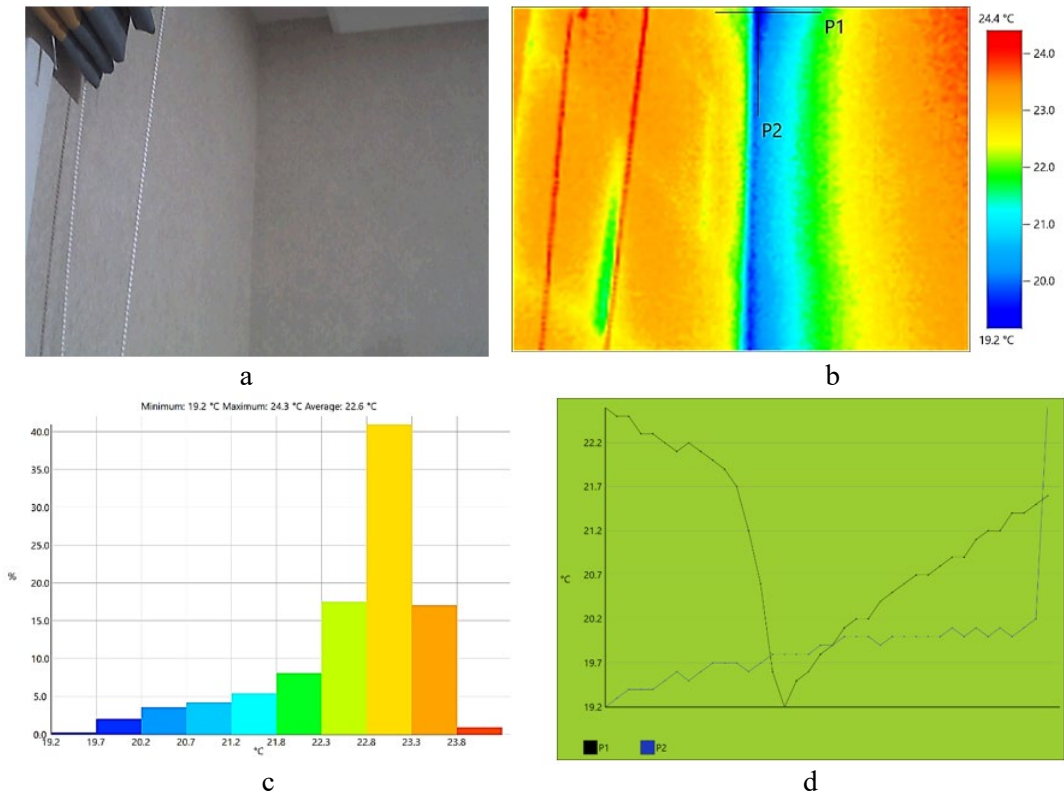 24.4 °C
P1
24.0
P2
23.0
22.0
21.0
20.0
19.2 °C
a
b
Minimum: 19.2 °C Maximum: 24.3 °C Average: 22.6 °C
40.0
35.0
30.0
25.0
%
20.0
15.0
10.0
5.0
0.0
19.2 19.7 20.2 20.7 21.2 21.8 22.3 22.8 23.3 23.8
°C
22.2
21.7
21.2
°C
20.7
20.2
19.7
19.2
P1 P2
c
d